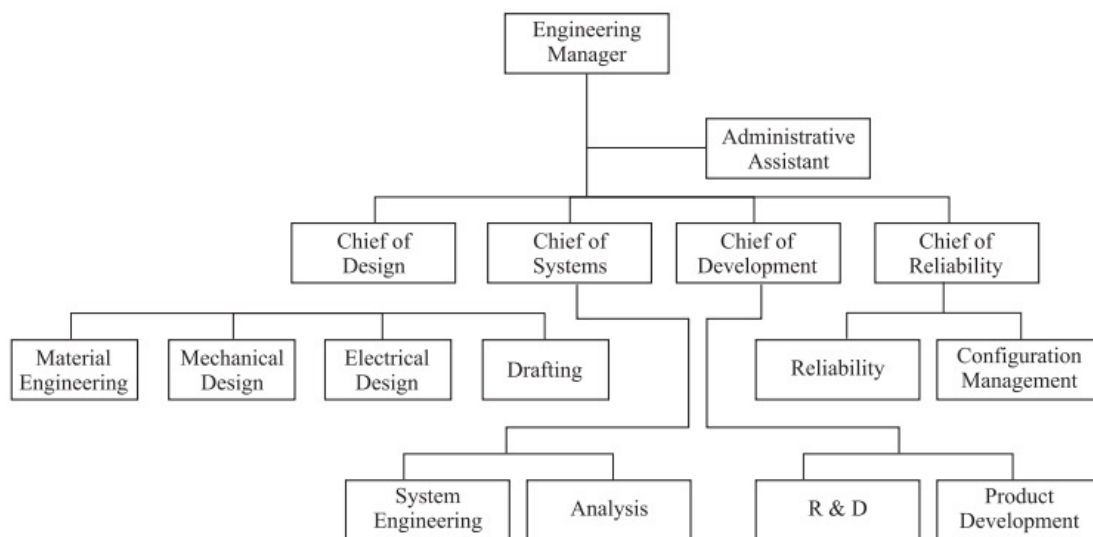 Engineering
Manager
Administrative
Assistant
Chief of
Design
Chief of
Systems
Chief of
Development
Chief of
Reliability
Material
Engineering
Mechanical
Design
Electrical
Design
Drafting
Reliability
Configuration
Management
System
Engineering
Analysis
R & D
Product
Development